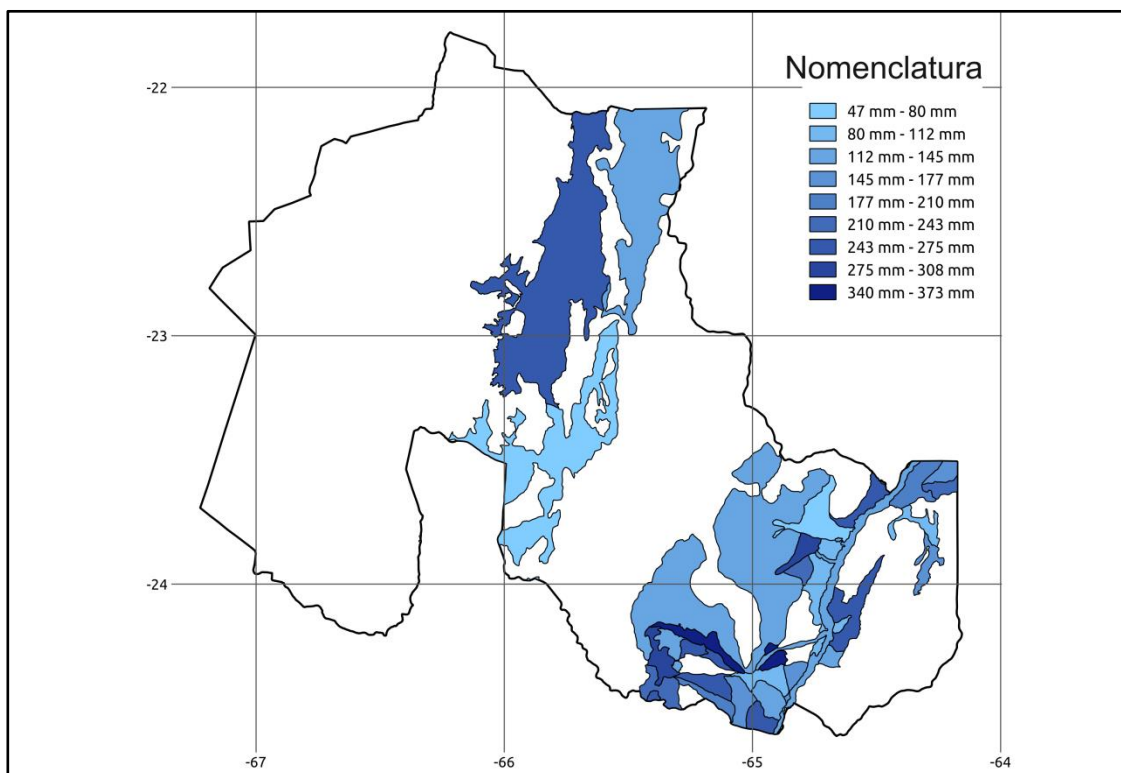 Nomenclatura
-22
47 mm - 80 mm
80 mm - 112 mm
112 mm - 145 mm
145 mm - 177 mm
177 mm - 210 mm
210 mm - 243 mm
243 mm - 275 mm
275 mm - 308 mm
340 mm - 373 mm
-23
-24
-67 -66 -65 -64